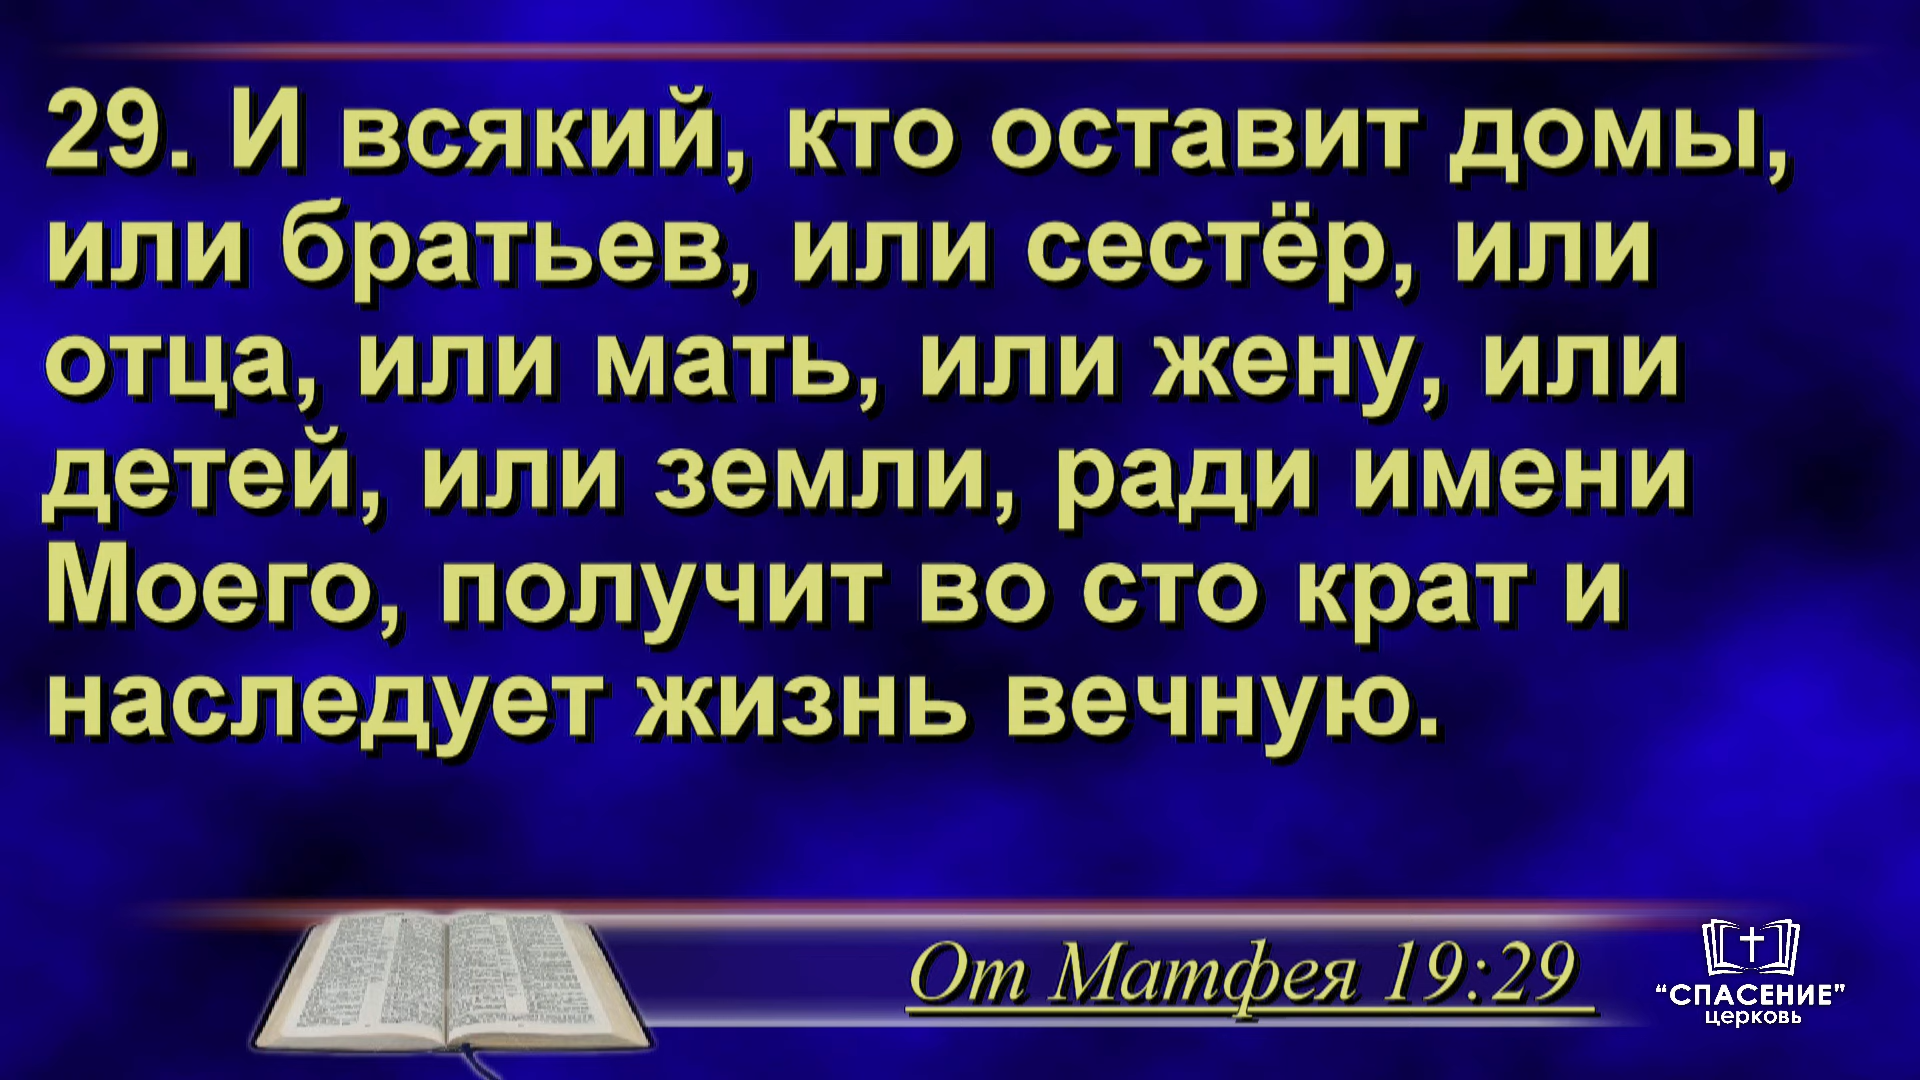 29. И всякий, кто оставит домы,
или братьев, или сестёр, или
отца, или мать, или жену, или
детей, или земли, ради имени
Моего, получит во сто крат и
наследует жизнь вечную.
От Матфея 19:29
“СПАСЕНИЕ”
церковь